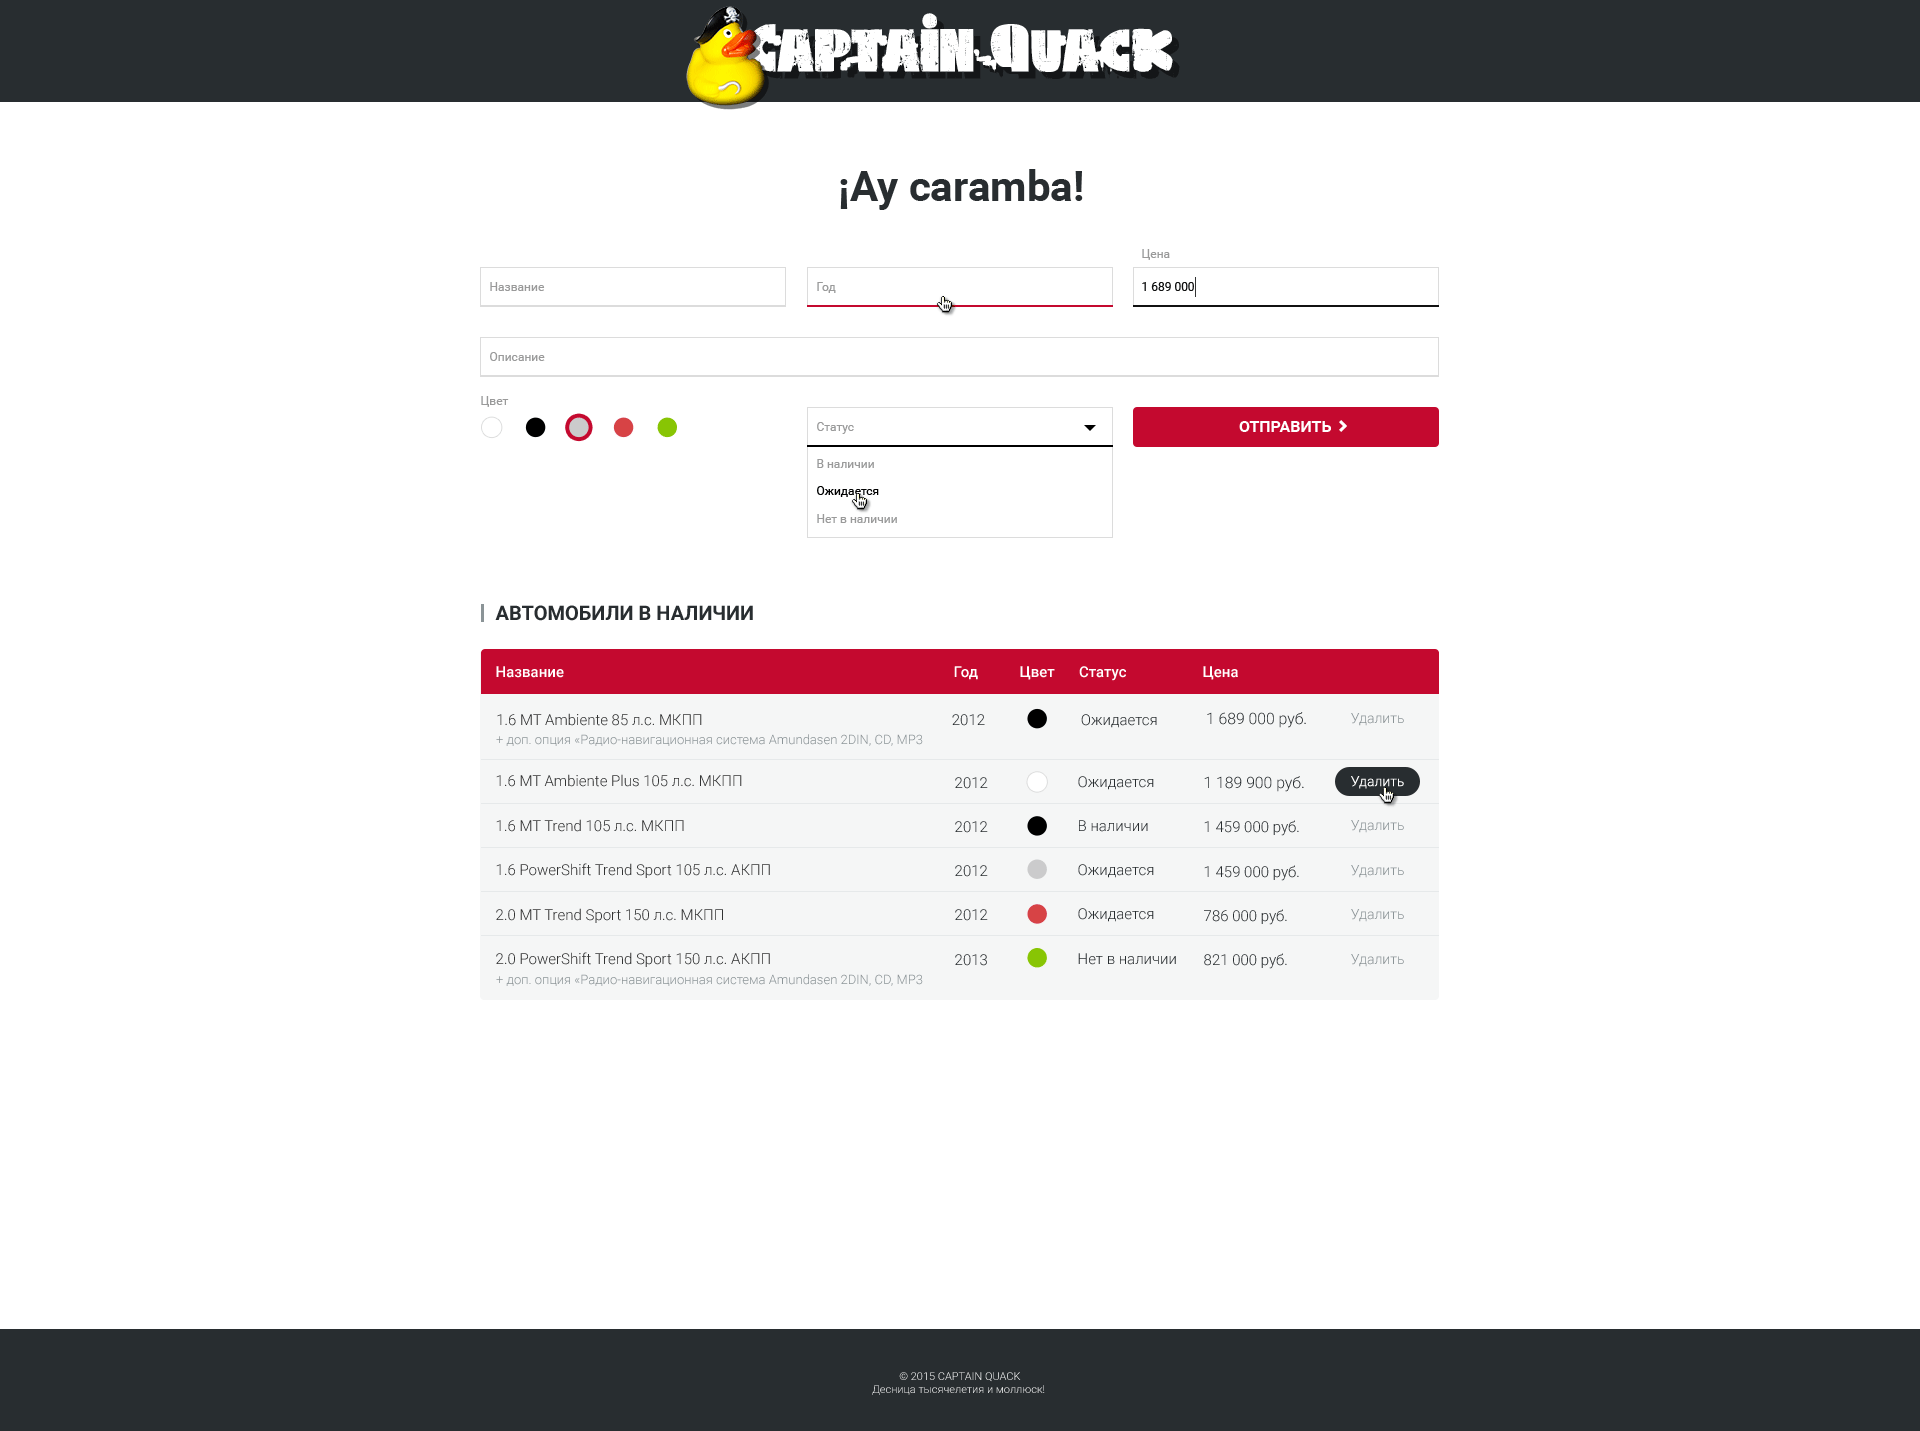 CAPTAIN QUACK
¡Ay caramba!
Цена
Название
Год
1 689 000
Описание
Цвет
Статус
ОТПРАВИТЬ
В наличии
Ожидается
Нет в наличии
АВТОМОБИЛИ В НАЛИЧИИ
Название Год Цвет Статус Цена
1.6 MT Ambiente 85 л.с. МКПП 2012 Ожидается 1 689 000 руб. Удалить
+ доп. опция «Радио-навигационная система Amundasen 2DIN, CD, MP3
1.6 MT Ambiente Plus 105 л.с. МКПП 2012 Ожидается 1 189 900 руб. Удалить
1.6 MT Trend 105 л.с. МКПП 2012 В наличии 1 459 000 руб. Удалить
1.6 PowerShift Trend Sport 105 л.с. АКПП 2012 Ожидается 1 459 000 руб. Удалить
2.0 MT Trend Sport 150 л.с. МКПП 2012 Ожидается 786 000 руб. Удалить
2.0 PowerShift Trend Sport 150 л.с. АКПП 2013 Нет в наличии 821 000 руб. Удалить
+ доп. опция «Радио-навигационная система Amundasen 2DIN, CD, MP3
© 2015 CAPTAIN QUACK
Десница тысячелетия и моллюск!